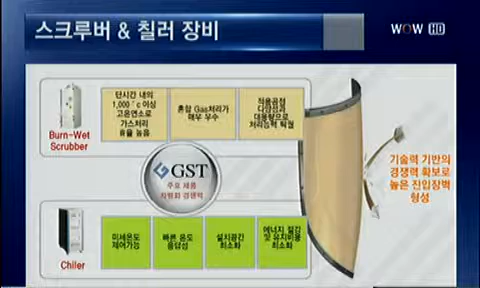 스크루버 & 칠러 장비
WOW HD
단시간 내의
1,000˚c 이상
고온연소로
가스처리
효율 높음
혼합 Gas처리가
매우 우수
적용공정
다양성과
대용량으로
처리능력 탁월
Burn-Wet
Scrubber
GST
주요 제품
차별화 경쟁력
기술력 기반의
경쟁력 확보로
높은 진입장벽
형성
미세온도
제어가능
빠른 온도
응답성
설치공간
최소화
에너지 절감
및 유지비용
최소화
Chiler